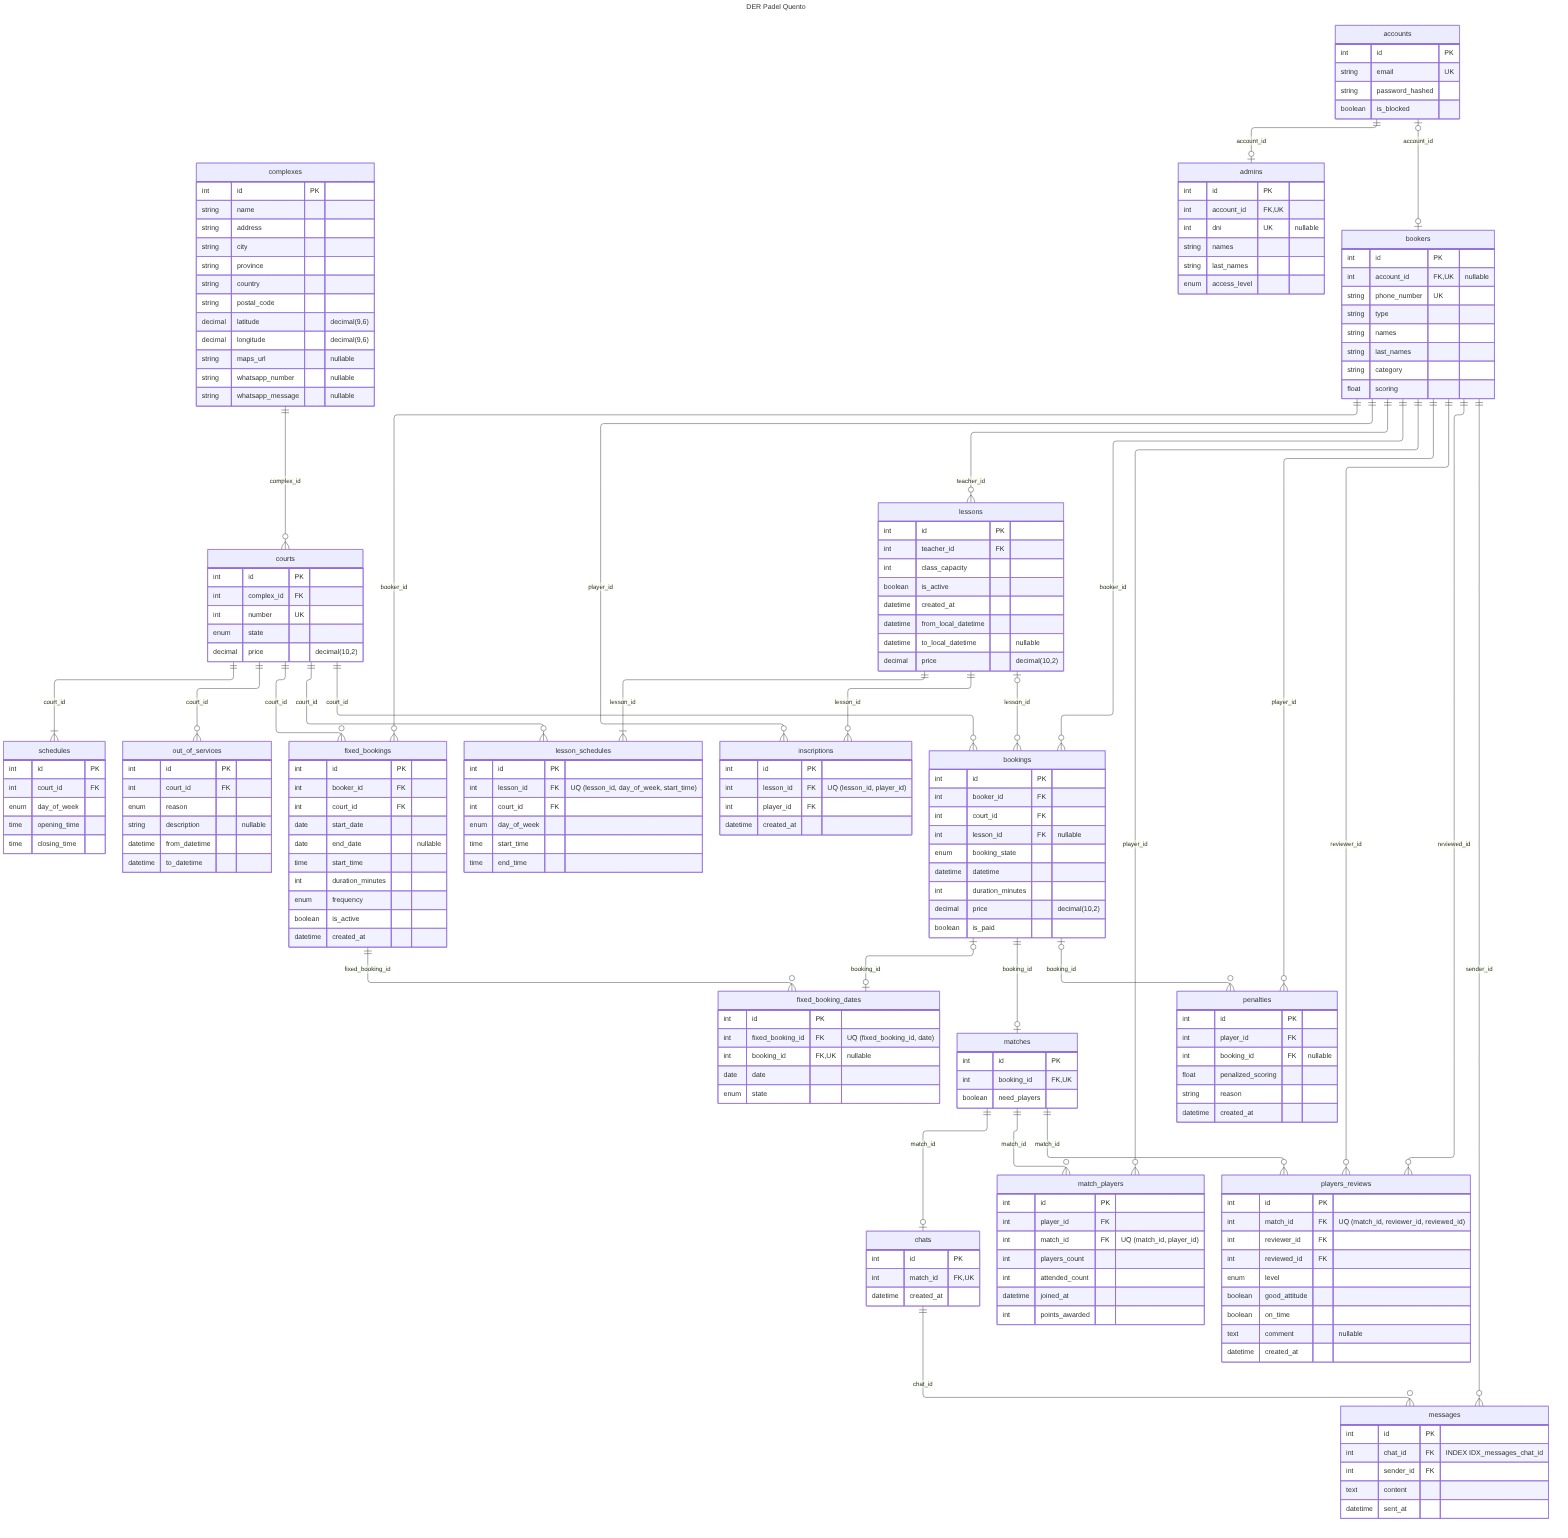 DER Padel Quento
accounts
int id PK
string email UK
string password_hashed
boolean is_blocked
account_id
account_id
complexes
int id PK
string name
string address
string city
string province
string country
string postal_code
decimal latitude decimal(9,6)
decimal longitude decimal(9,6)
string maps_url nullable
string whatsapp_number nullable
string whatsapp_message nullable
admins
int id PK
int account_id FK,UK
int dni UK nullable
string names
string last_names
enum access_level
bookers
int id PK
int account_id FK,UK nullable
string phone_number UK
string type
string names
string last_names
string category
float scoring
complex_id
teacher_id
courts
int id PK
int complex_id FK
int number UK
enum state
decimal price decimal(10,2)
booker_id
player_id
lessons
int id PK
int teacher_id FK
int class_capacity
boolean is_active
datetime created_at
datetime from_local_datetime
datetime to_local_datetime nullable
decimal price decimal(10,2)
booker_id
court_id
court_id
court_id
court_id
court_id
lesson_id
lesson_id
lesson_id
player_id
schedules
int id PK
int court_id FK
enum day_of_week
time opening_time
time closing_time
out_of_services
int id PK
int court_id FK
enum reason
string description nullable
datetime from_datetime
datetime to_datetime
fixed_bookings
int id PK
int booker_id FK
int court_id FK
date start_date
date end_date nullable
time start_time
int duration_minutes
enum frequency
boolean is_active
datetime created_at
lesson_schedules
int id PK
int lesson_id FK UQ (lesson_id, day_of_week, start_time)
int court_id FK
enum day_of_week
time start_time
time end_time
inscriptions
int id PK
int lesson_id FK UQ (lesson_id, player_id)
int player_id FK
datetime created_at
bookings
int id PK
int booker_id FK
int court_id FK
int lesson_id FK nullable
enum booking_state
datetime datetime
int duration_minutes
decimal price decimal(10,2)
boolean is_paid
player_id
reviewer_id
reviewed_id
fixed_booking_id
booking_id
booking_id
booking_id
sender_id
fixed_booking_dates
int id PK
int fixed_booking_id FK UQ (fixed_booking_id, date)
int booking_id FK,UK nullable
date date
enum state
matches
int id PK
int booking_id FK,UK
boolean need_players
penalties
int id PK
int player_id FK
int booking_id FK nullable
float penalized_scoring
string reason
datetime created_at
match_id
match_id
match_id
chats
int id PK
int match_id FK,UK
datetime created_at
match_players
int id PK
int player_id FK
int match_id FK UQ (match_id, player_id)
int players_count
int attended_count
datetime joined_at
int points_awarded
players_reviews
int id PK
int match_id FK UQ (match_id, reviewer_id, reviewed_id)
int reviewer_id FK
int reviewed_id FK
enum level
boolean good_attitude
boolean on_time
text comment nullable
datetime created_at
chat_id
messages
int id PK
int chat_id FK INDEX IDX_messages_chat_id
int sender_id FK
text content
datetime sent_at